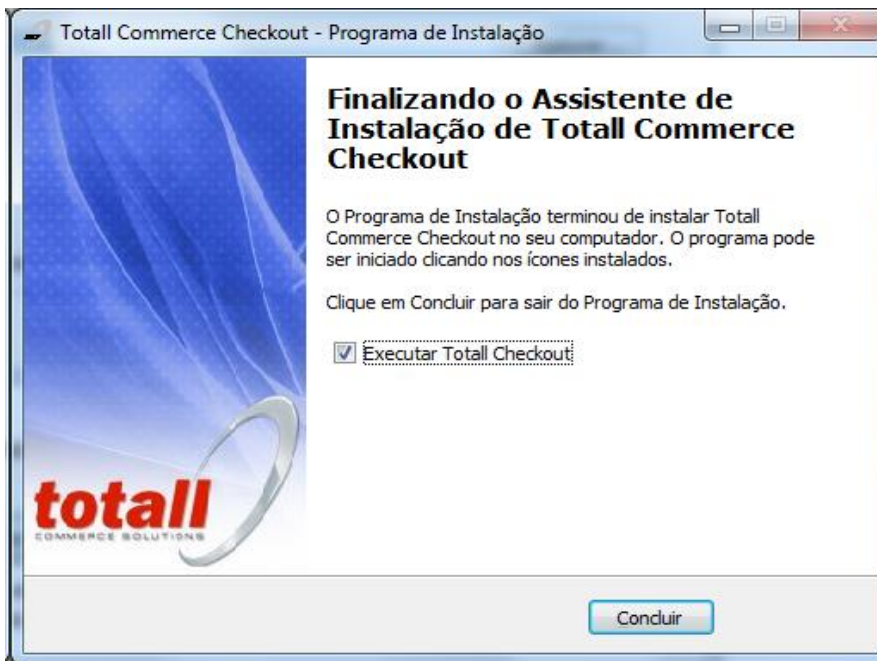 Totall Commerce Checkout - Programa de Instalação
Finalizando o Assistente de
Instalação de Totall Commerce
Checkout
O Programa de Instalação terminou de instalar Totall
Commerce Checkout no seu computador. O programa pode
ser iniciado clicando nos ícones instalados.
Clique em Concluir para sair do Programa de Instalação.
Executar Totall Checkout
totall
COMMERCE SOLUTIONS
Concluir